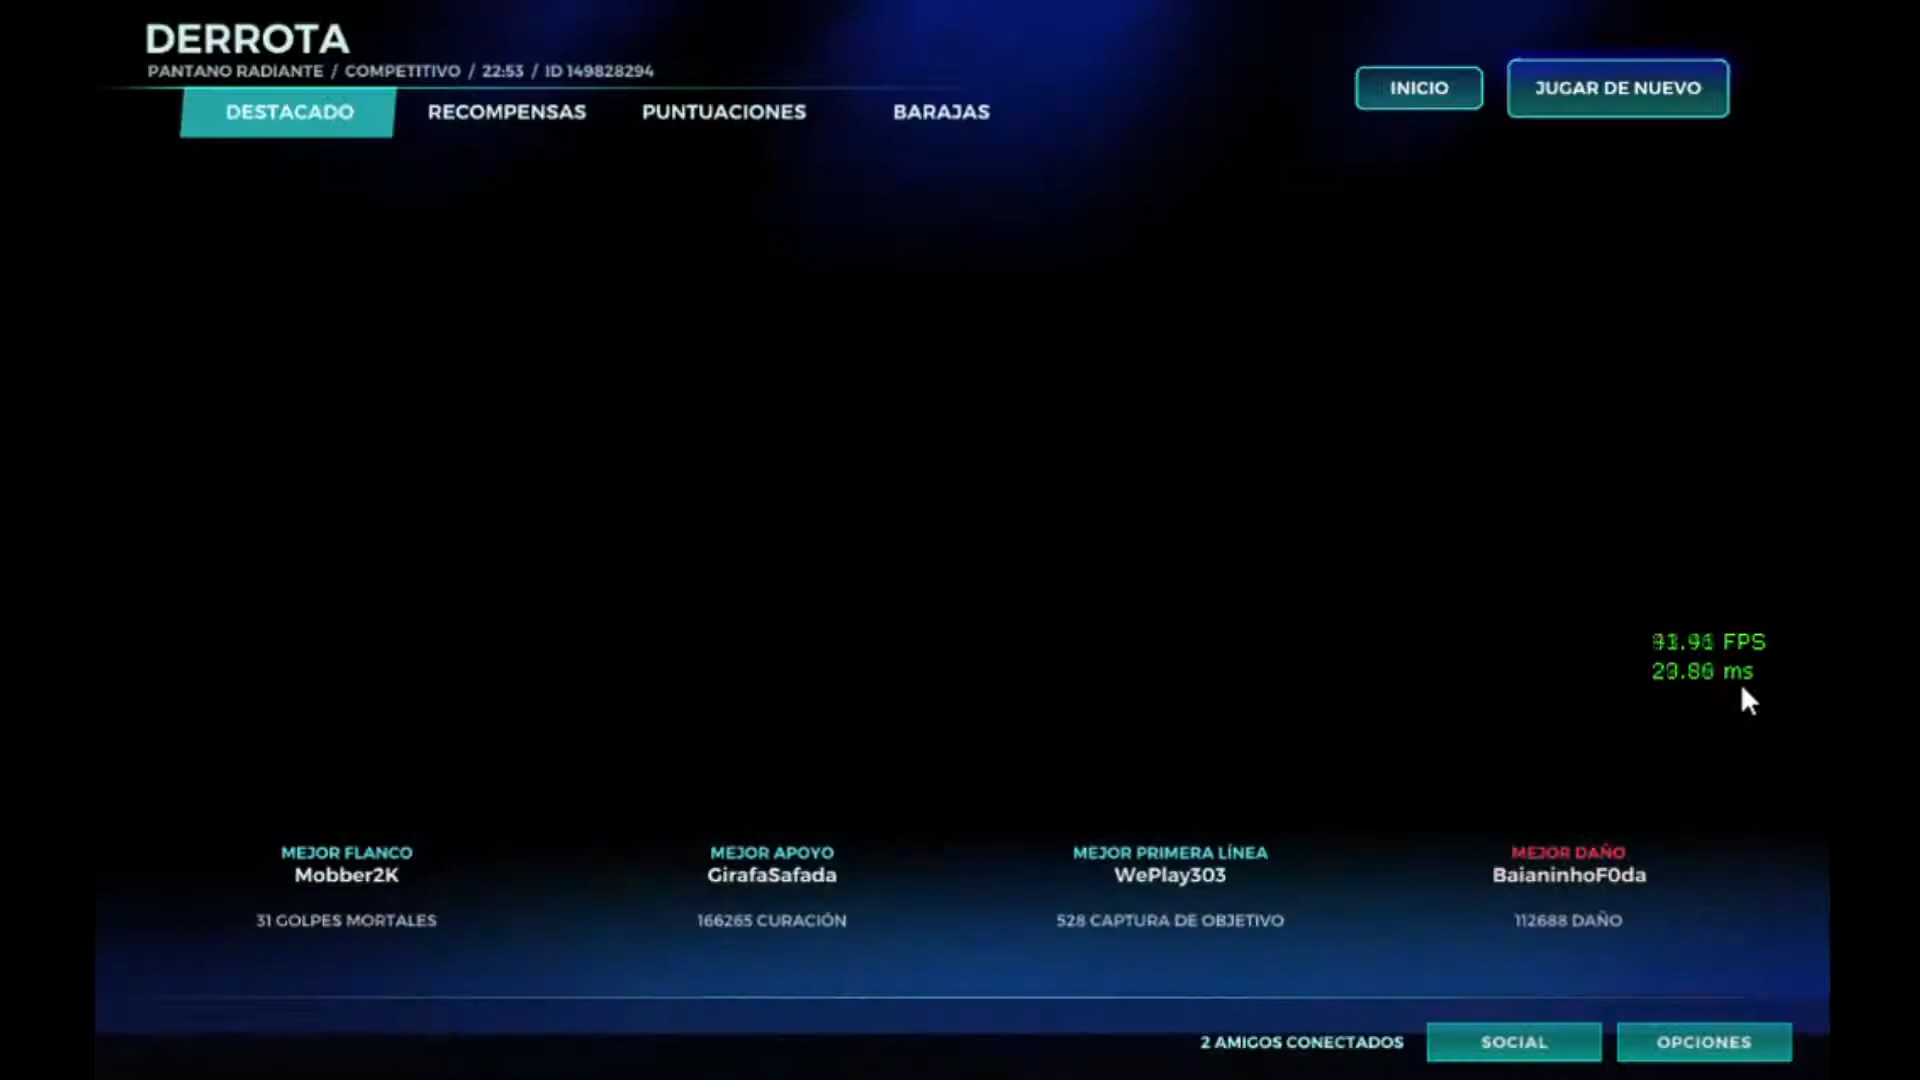 DERROTA
PANTANO RADIANTE / COMPETITIVO / 22:53 / ID 149828294
INICIO
JUGAR DE NUEVO
DESTACADO
RECOMPENSAS
PUNTUACIONES
BARAJAS
FPS
ms
MEJOR FLANCO
Mobber2K
31 GOLPES MORTALES
MEJOR APOYO
GirafaSafada
166265 CURACIÓN
MEJOR PRIMERA LÍNEA
WePlay303
528 CAPTURA DE OBJETIVO
MEJOR DAÑO
BaianinhoF0da
112688 DAÑO
2 AMIGOS CONECTADOS
SOCIAL
OPCIONES